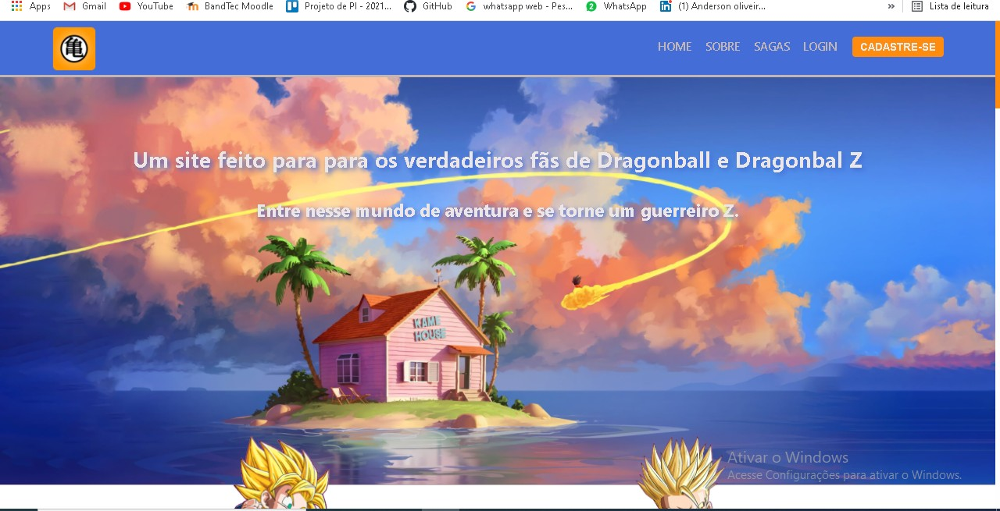 Apps Gmail YouTube BandTec Moodle Projeto de PI - 2021... GitHub whatsapp web - Pes... 2 WhatsApp (1) Anderson oliveir... » Lista de leitura
亀 HOME SOBRE SAGAS LOGIN CADASTRE-SE
Um site feito para para os verdadeiros fãs de Dragonball e Dragonbal Z
Entre nesse mundo de aventura e se torne um guerreiro Z.
KAME
HOUSE
Ativar o Windows
Acesse Configurações para ativar o Windows.